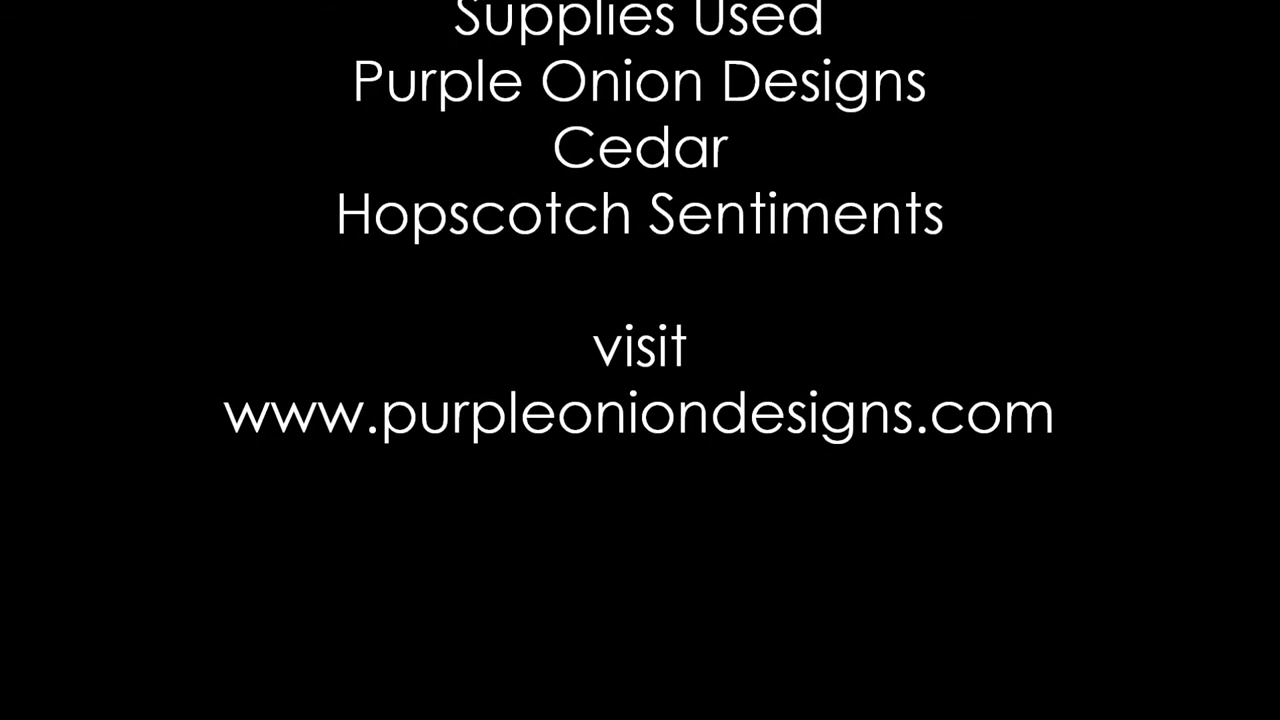 Supplies Used
Purple Onion Designs
Cedar
Hopscotch Sentiments
visit
www.purpleoniondesigns.com